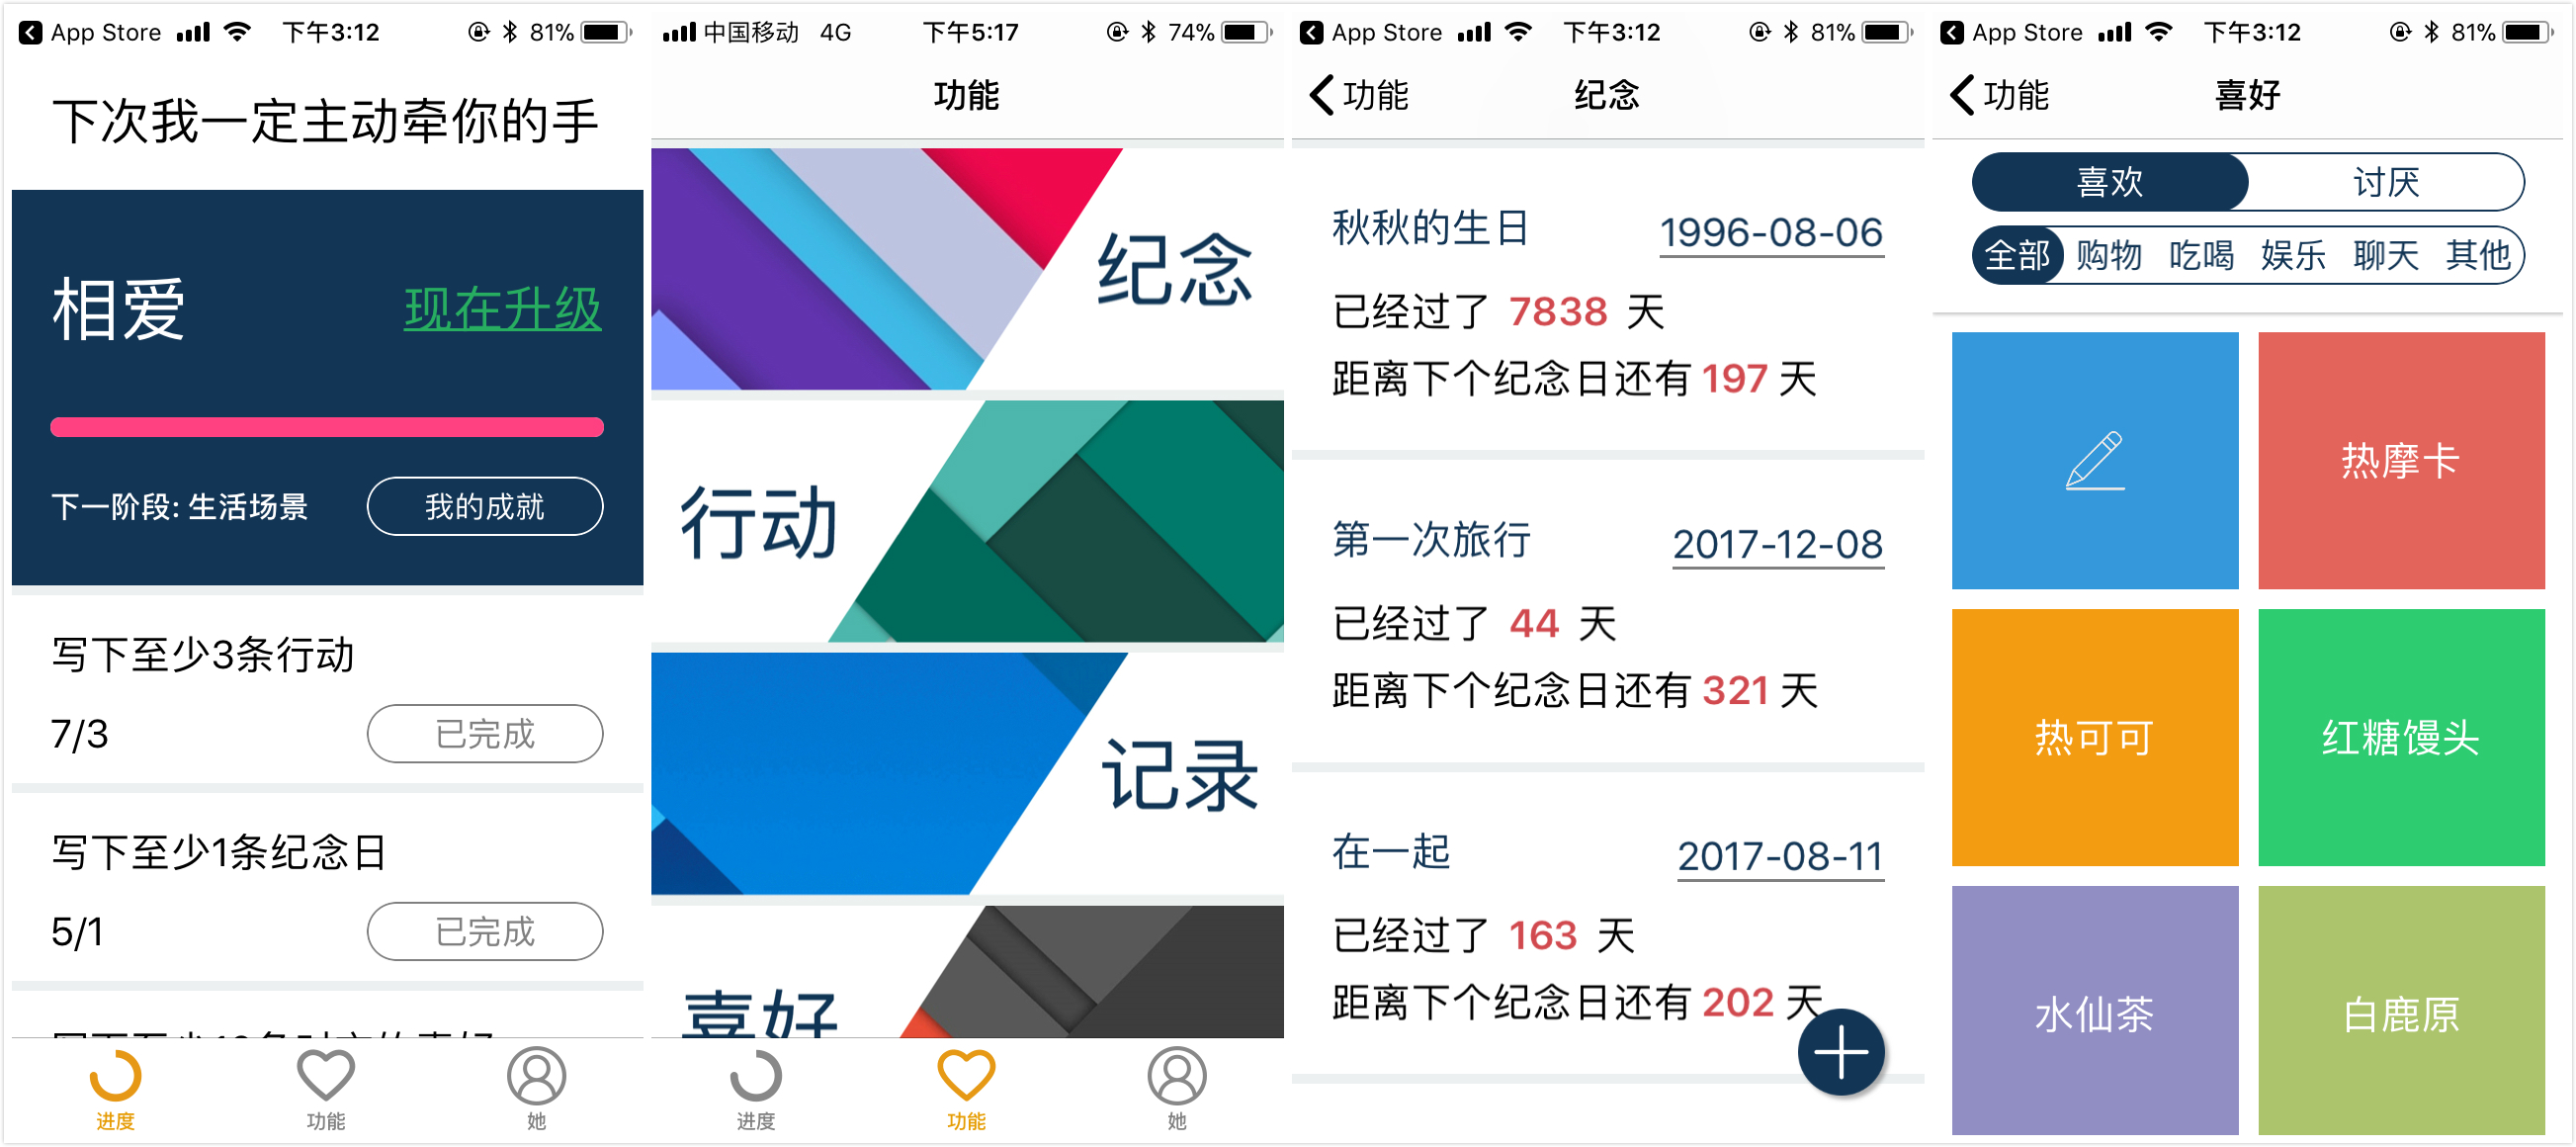 App Store 下午3:12 81%
下次我一定主动牵你的手
相爱 现在升级
下一阶段: 生活场景 我的成就
写下至少3条行动
7/3 已完成
写下至少1条纪念日
5/1 已完成
进度 功能 她
中国移动 4G 下午5:17 74%
功能
纪念
行动
记录
喜好
进度 功能 她
App Store 下午3:12 81%
功能 纪念
秋秋的生日 1996-08-06
已经过了 7838 天
距离下个纪念日还有 197 天
第一次旅行 2017-12-08
已经过了 44 天
距离下个纪念日还有 321 天
在一起 2017-08-11
已经过了 163 天
距离下个纪念日还有 202 天
App Store 下午3:12 81%
功能 喜好
喜欢 讨厌
全部 购物 吃喝 娱乐 聊天 其他
热摩卡
热可可 红糖馒头
水仙茶 白鹿原